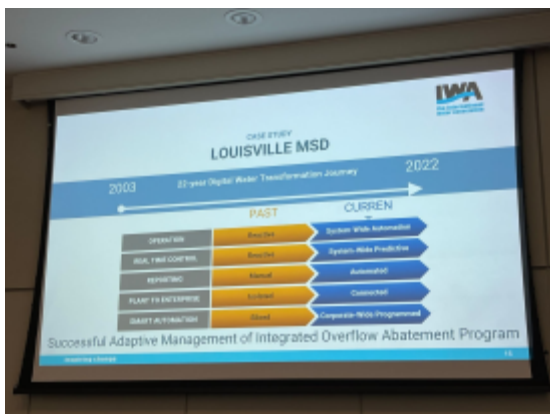 IWA
CASE STUDY
LOUISVILLE MSD
2003
22-year Digital Water Transformation Journey
2022
PAST
CURREN
OPERATION
Reactive
System-Wide Automation
REAL TIME CONTROL
Reactive
System-Wide Predictive
REPORTING
Manual
Automated
PLANT TO ENTERPRISE
Isolated
Connected
SMART AUTOMATION
Siloed
Corporate-Wide Programmed
Successful Adaptive Management of Integrated Overflow Abatement Program